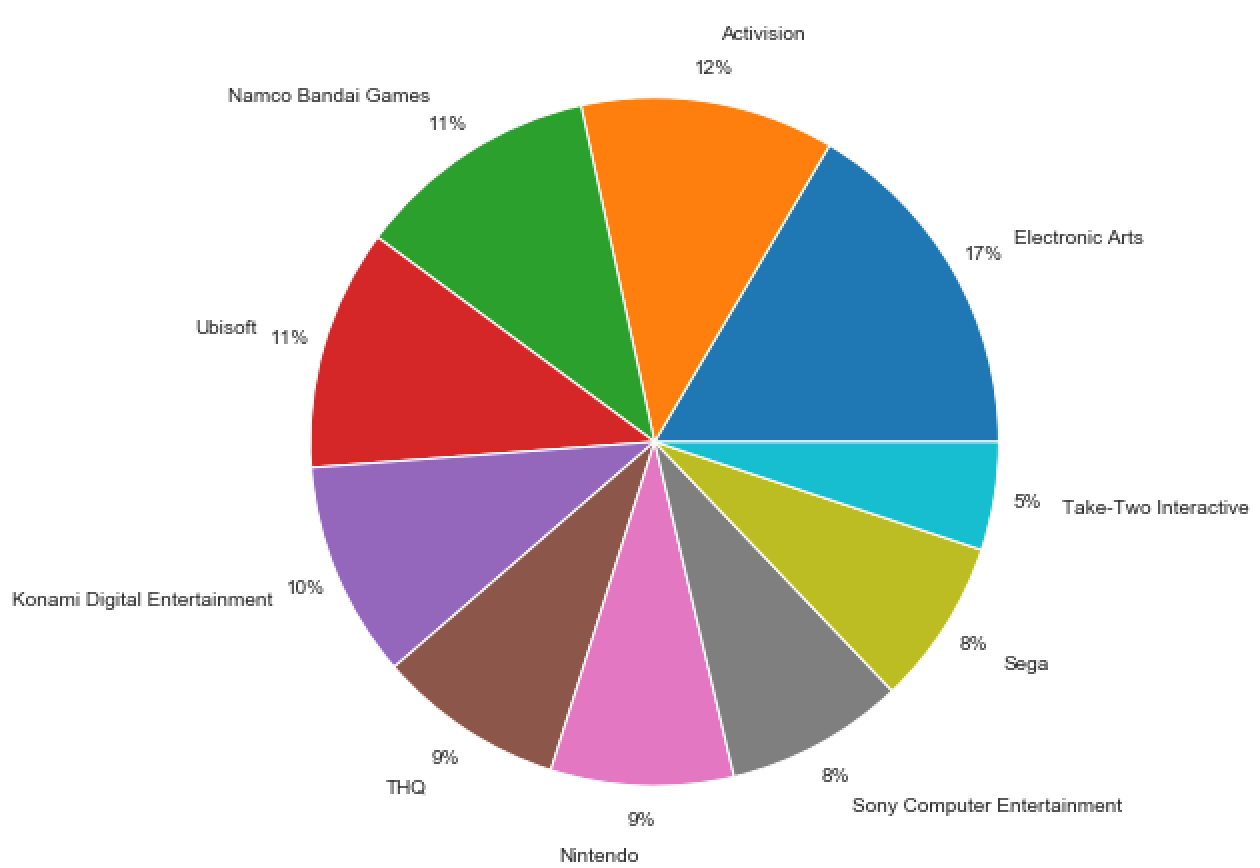 Activision
12%
Namco Bandai Games
11%
Electronic Arts
17%
Ubisoft
11%
Take-Two Interactive
5%
Konami Digital Entertainment
10%
Sega
8%
THQ
9%
Sony Computer Entertainment
8%
Nintendo
9%